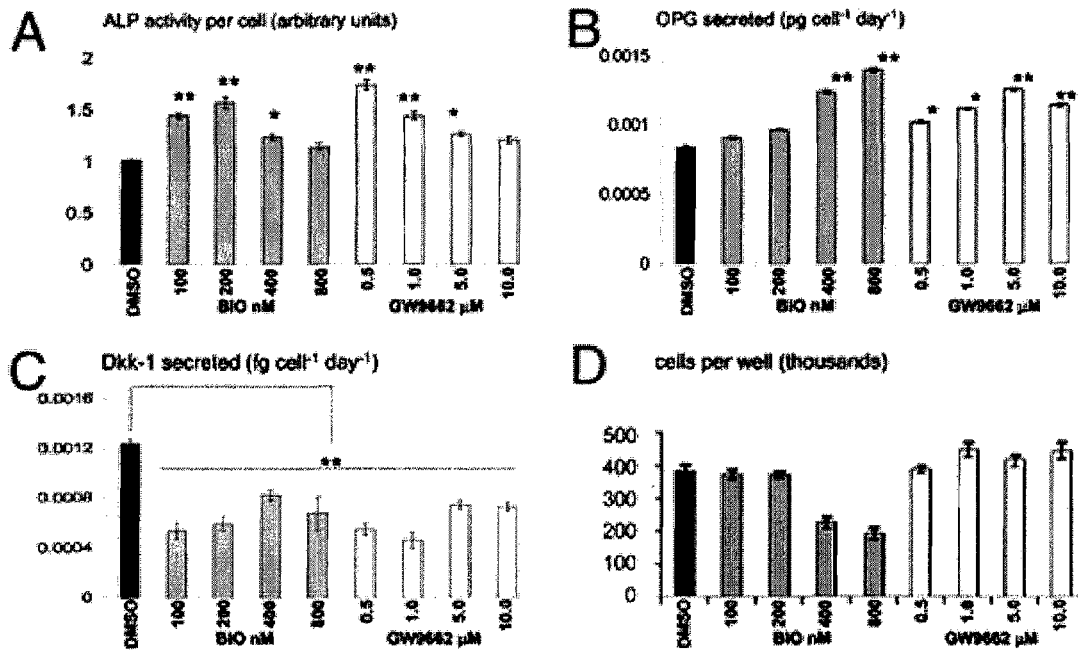 A
ALP activity per cell (arbitrary units)
2
1.5
1
0.5
0
** ** * ** ** *
DMSO 100 200 400 800 0.5 1.0 5.0 10.0
BIO nM GW9662 μM
B
OPG secreted (pg cell⁻¹ day⁻¹)
0.0015
0.001
0.0005
0
** ** * * ** **
DMSO 100 200 400 800 0.5 1.0 5.0 10.0
BIO nM GW9662 μM
C
Dkk-1 secreted (fg cell⁻¹ day⁻¹)
0.0016
0.0012
0.0008
0.0004
0
**
DMSO 100 200 400 800 0.5 1.0 5.0 10.0
BIO nM GW9662 μM
D
cells per well (thousands)
500
400
300
200
100
0
DMSO 100 200 400 800 0.5 1.0 5.0 10.0
BIO nM GW9662 μM